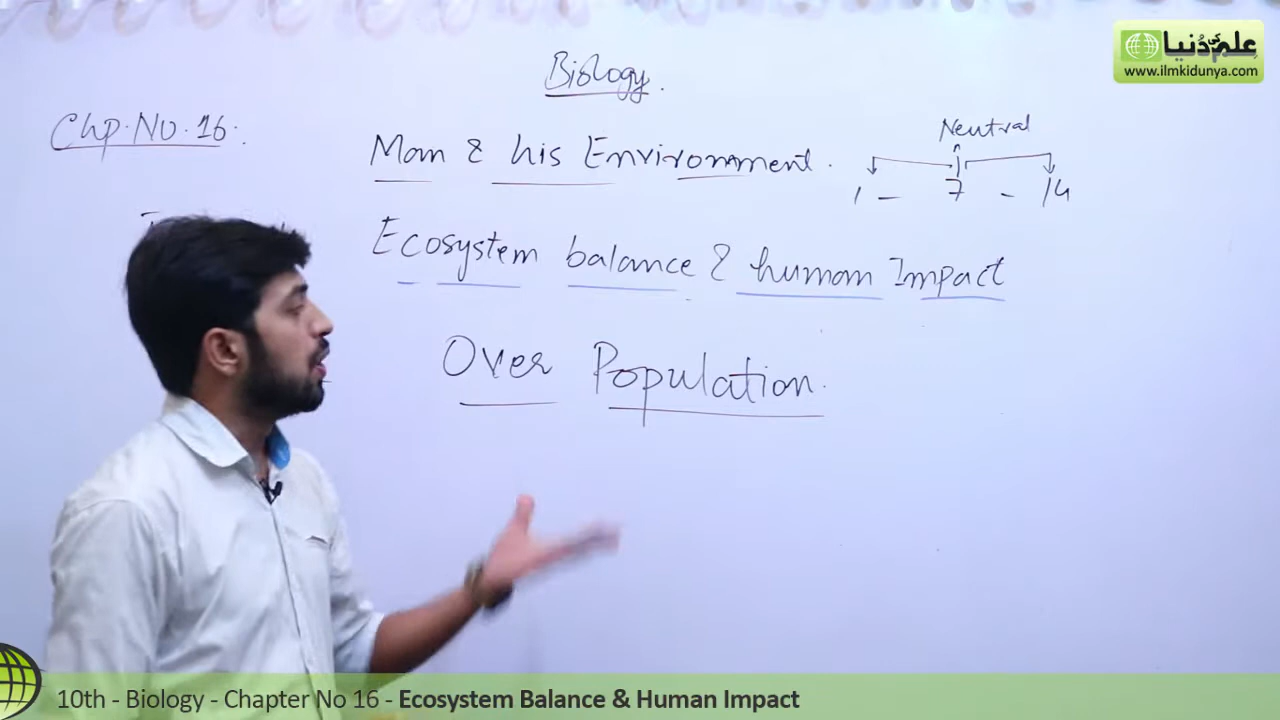 علم کی دُنیا
www.ilmkidunya.com
Biology.
Chp.No.16.
Man & his Environment.
Neutral
1 - 7 - 14
Ecosystem balance & human Impact
Over Population.
10th - Biology - Chapter No 16 - Ecosystem Balance & Human Impact